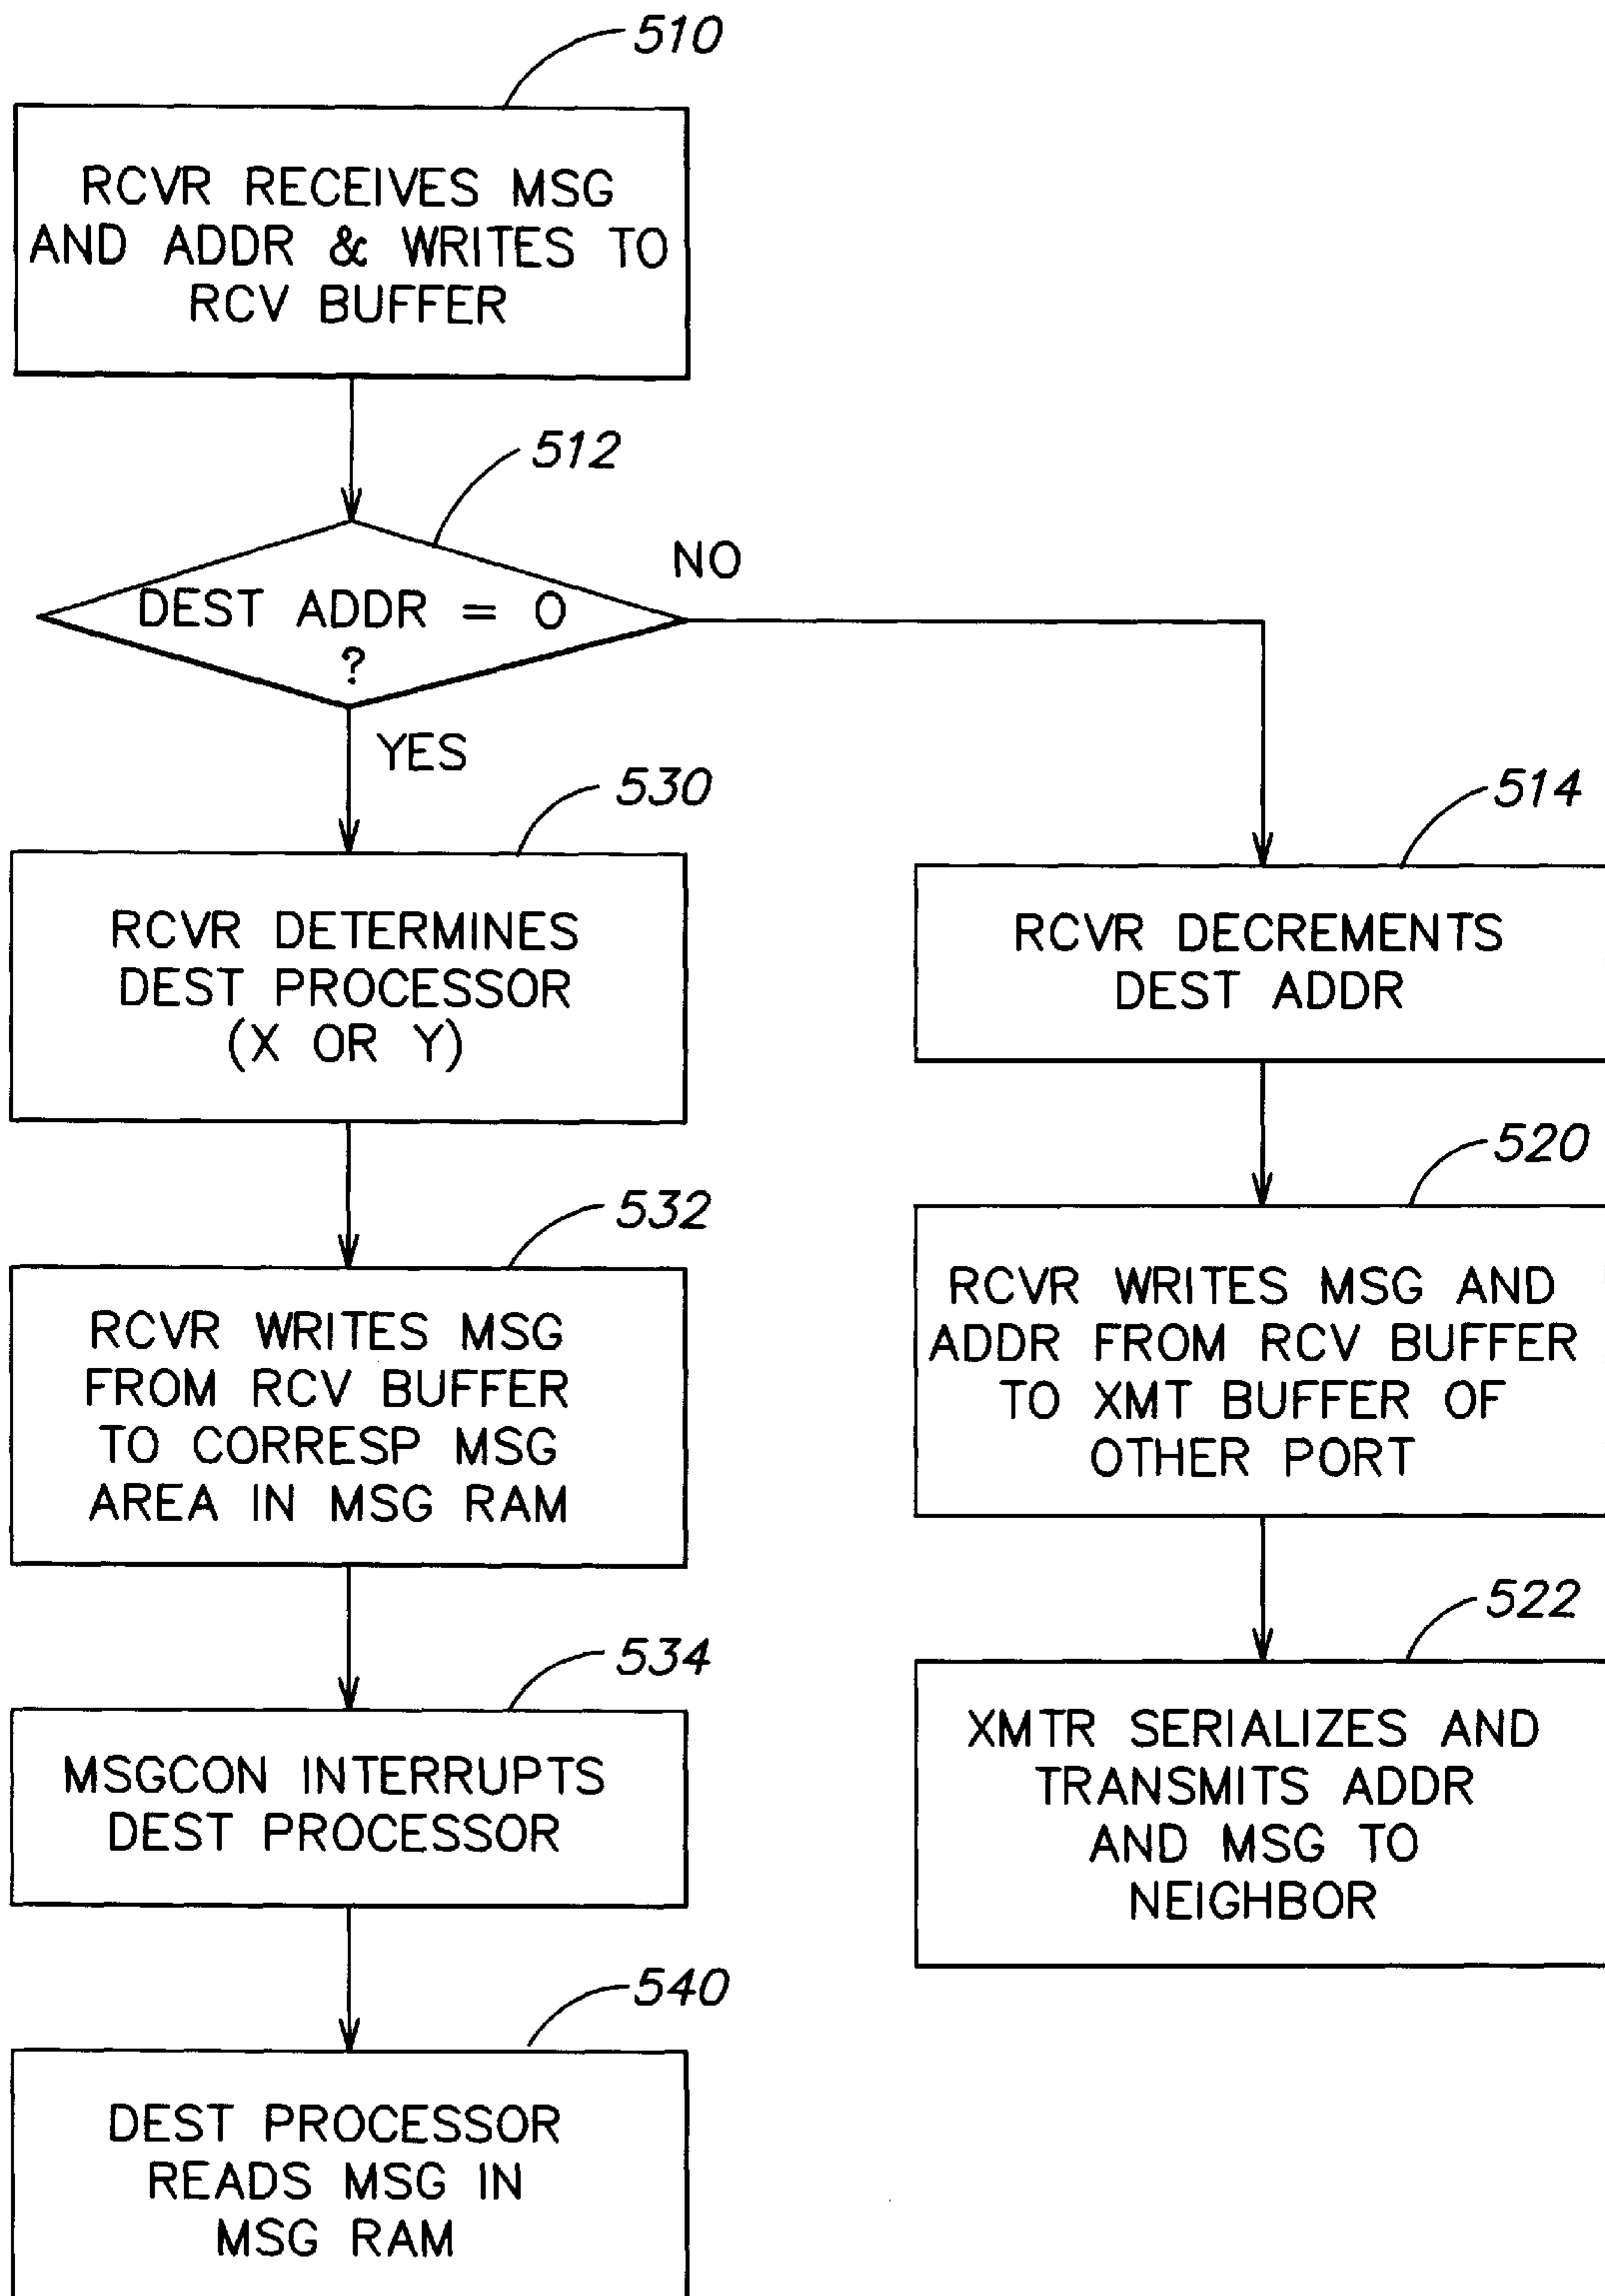 510
RCVR RECEIVES MSG
AND ADDR & WRITES TO
RCV BUFFER
512
DEST ADDR = 0
?
NO
YES
530
RCVR DETERMINES
DEST PROCESSOR
(X OR Y)
532
RCVR WRITES MSG
FROM RCV BUFFER
TO CORRESP MSG
AREA IN MSG RAM
534
MSGCON INTERRUPTS
DEST PROCESSOR
540
DEST PROCESSOR
READS MSG IN
MSG RAM
514
RCVR DECREMENTS
DEST ADDR
520
RCVR WRITES MSG AND
ADDR FROM RCV BUFFER
TO XMT BUFFER OF
OTHER PORT
522
XMTR SERIALIZES AND
TRANSMITS ADDR
AND MSG TO
NEIGHBOR